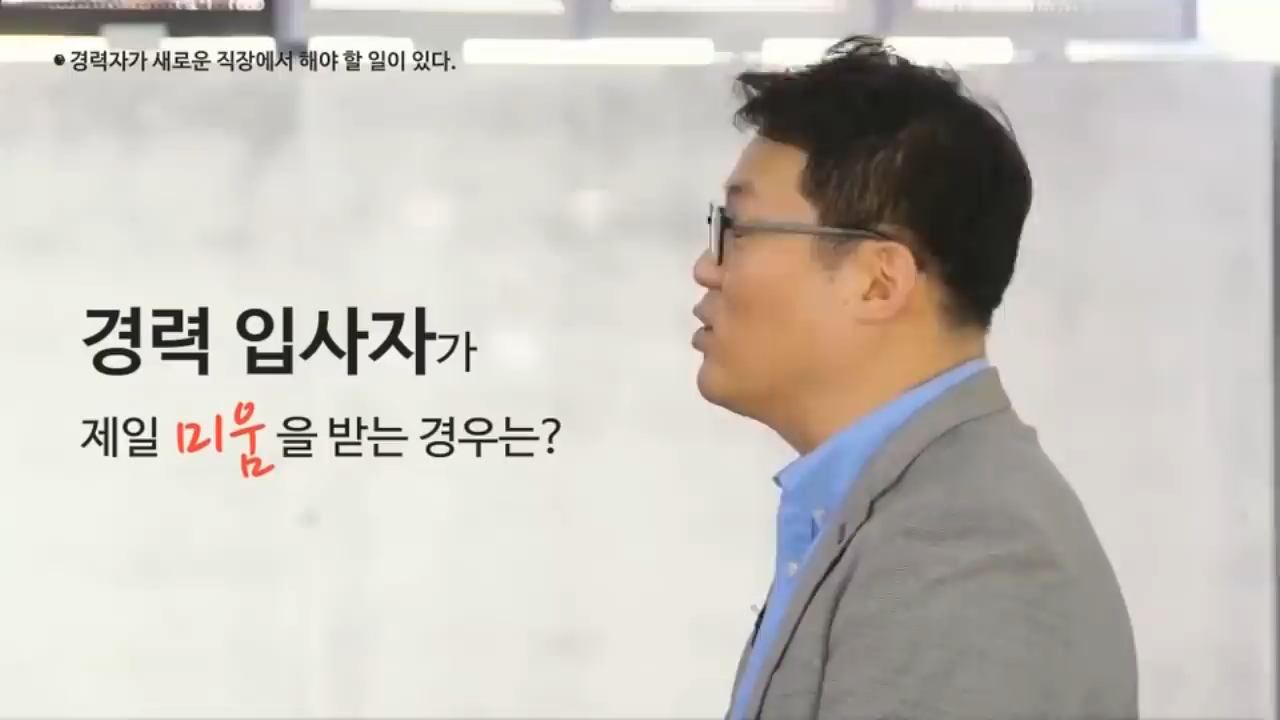 경력자가 새로운 직장에서 해야 할 일이 있다.
경력 입사자가
제일 미움을 받는 경우는?